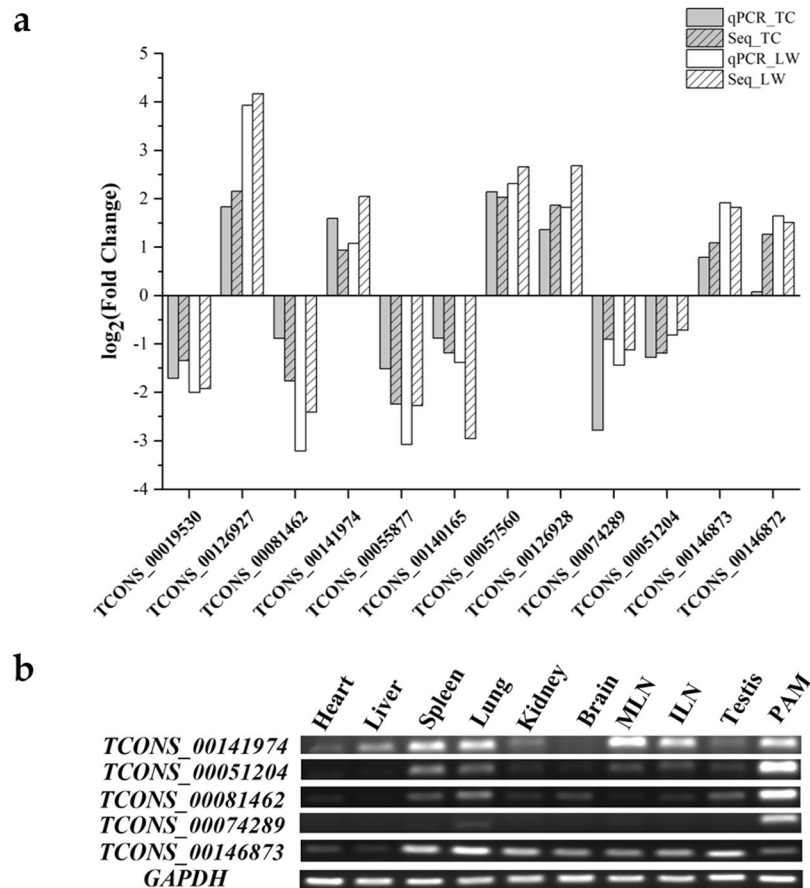 a
qPCR_TC
Seq_TC
qPCR_LW
Seq_LW
log2(Fold Change)
5
4
3
2
1
0
-1
-2
-3
-4
TCONS_00019530
TCONS_00126927
TCONS_00081462
TCONS_00141974
TCONS_00055877
TCONS_00140165
TCONS_00057560
TCONS_00126928
TCONS_00074289
TCONS_00051204
TCONS_00146873
TCONS_00146872
b
Heart Liver Spleen Lung Kidney Brain MLN ILN Testis PAM
TCONS_00141974
TCONS_00051204
TCONS_00081462
TCONS_00074289
TCONS_00146873
GAPDH